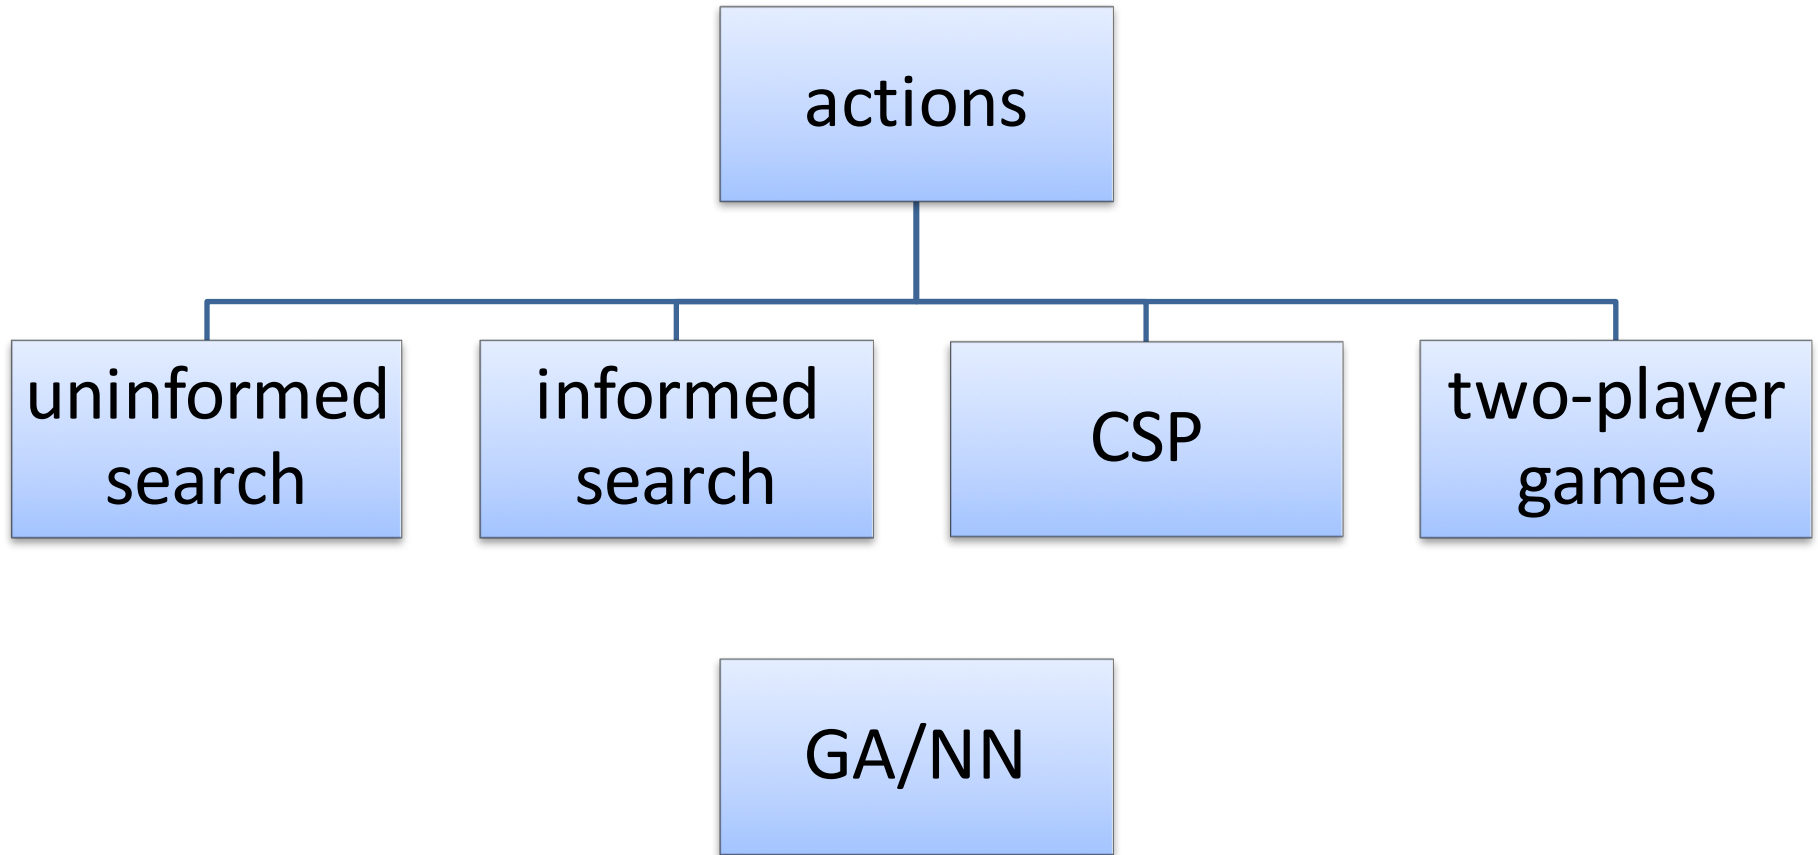 actions
uninformed
search
informed
search
CSP
two-player
games
GA/NN